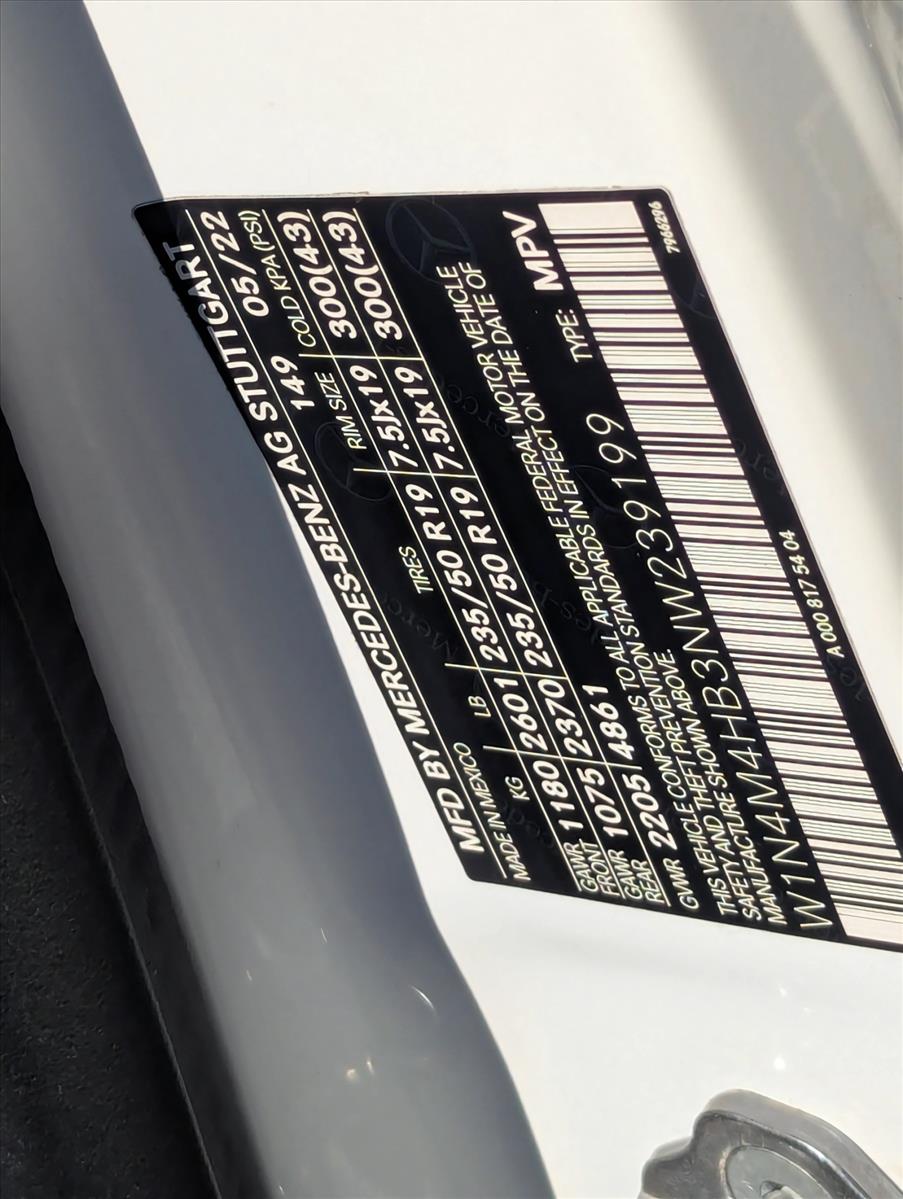 MFD BY MERCEDES-BENZ AG STUTTGART
MADE IN MEXICO 149 05/22
KG LB TIRES RIM SIZE COLD KPA (PSI)
GAWR FRONT 1180 2601 235/50 R19 7.5Jx19 300(43)
GAWR REAR 1075 2370 235/50 R19 7.5Jx19 300(43)
GVWR 2205 4861
THIS VEHICLE CONFORMS TO ALL APPLICABLE FEDERAL MOTOR VEHICLE
SAFETY AND THEFT PREVENTION STANDARDS IN EFFECT ON THE DATE OF
MANUFACTURE SHOWN ABOVE.
W1N4M4HB3NW239199 TYPE: MPV
A 000 817 54 04
7966296